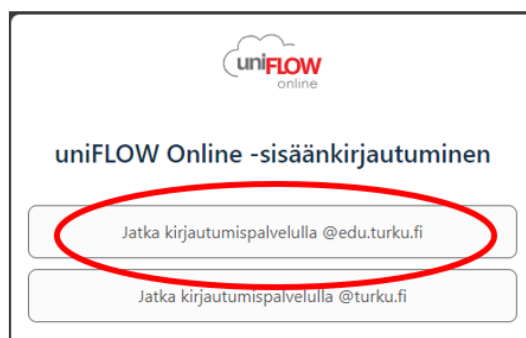 uniFLOW
online
uniFLOW Online -sisäänkirjautuminen
Jatka kirjautumispalvelulla @edu.turku.fi
Jatka kirjautumispalvelulla @turku.fi